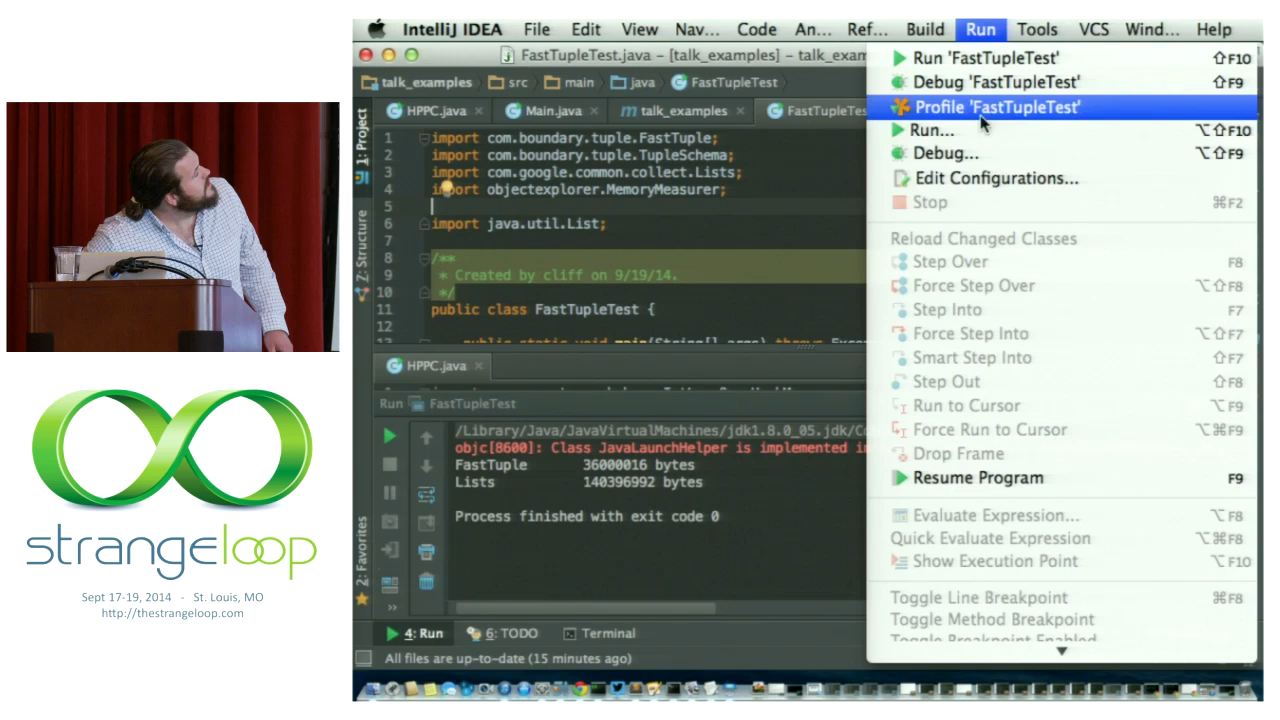 IntelliJ IDEA File Edit View Nav... Code An... Ref... Build Run Tools VCS Wind... Help
FastTupleTest.java – [talk_examples] – talk_exam
talk_examples src main java FastTupleTest
HPPC.java Main.java talk_examples FastTupleTes
1: Project
Z: Structure
2: Favorites
1 import com.boundary.tuple.FastTuple;
2 import com.boundary.tuple.TupleSchema;
3 import com.google.common.collect.Lists;
4 import objectexplorer.MemoryMeasurer;
5
6 import java.util.List;
7
8 /**
9 * Created by cliff on 9/19/14.
10 */
11 public class FastTupleTest {
12
HPPC.java
Run FastTupleTest
/Library/Java/JavaVirtualMachines/jdk1.8.0_05.jdk/Co
objc[8600]: Class JavaLaunchHelper is implemented i
FastTuple 36000016 bytes
Lists 140396992 bytes
Process finished with exit code 0
4: Run 6: TODO Terminal
All files are up-to-date (15 minutes ago)
Run 'FastTupleTest' ⇧F10
Debug 'FastTupleTest' ⇧F9
Profile 'FastTupleTest'
Run... ⌥⇧F10
Debug... ⌥⇧F9
Edit Configurations...
Stop ⌘F2
Reload Changed Classes
Step Over F8
Force Step Over ⌥⇧F8
Step Into F7
Force Step Into ⌥⇧F7
Smart Step Into ⇧F7
Step Out ⇧F8
Run to Cursor ⌥F9
Force Run to Cursor ⌥⌘F9
Drop Frame
Resume Program F9
Evaluate Expression... ⌥F8
Quick Evaluate Expression ⌥⌘F8
Show Execution Point ⌥F10
Toggle Line Breakpoint ⌘F8
Toggle Method Breakpoint
Toggle Breakpoint Enabled
strangeloop
Sept 17-19, 2014 - St. Louis, MO
http://thestrangeloop.com